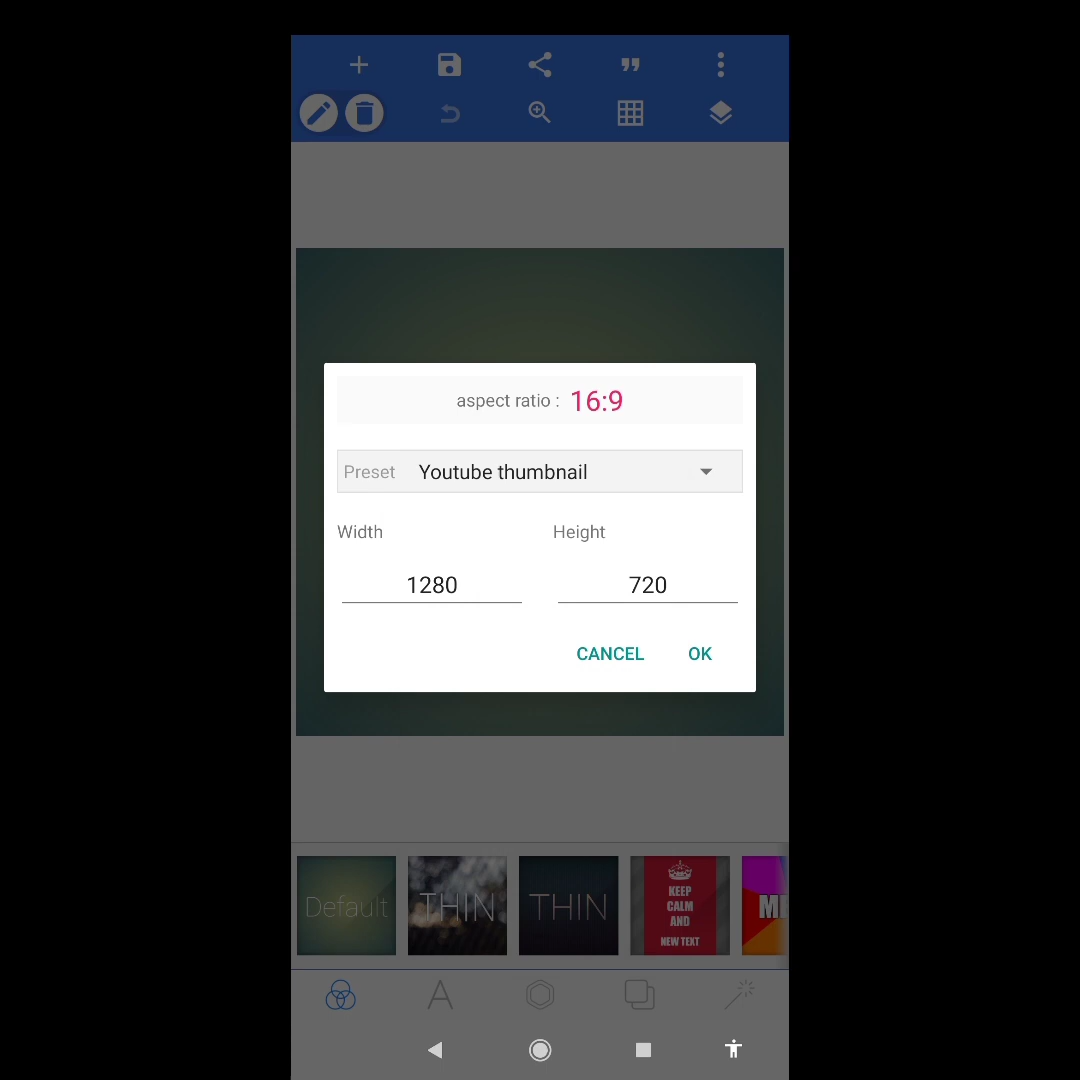 aspect ratio : 16:9
Preset Youtube thumbnail
Width Height
1280 720
CANCEL OK
Default
THIN
THIN
KEEP
CALM
AND
NEW TEXT